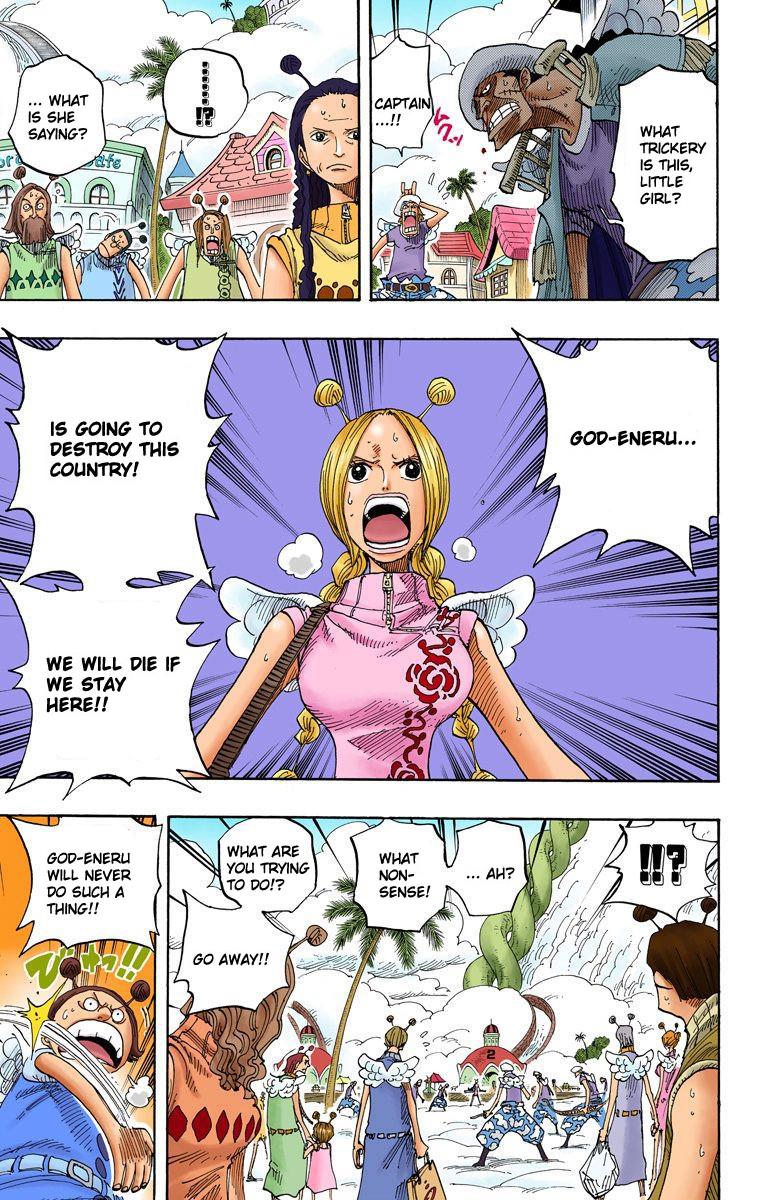 WHAT
TRICKERY
IS THIS,
LITTLE
GIRL?
CAPTAIN
...!!
......!?
... WHAT
IS SHE
SAYING?
GOD-ENERU...
IS GOING TO
DESTROY THIS
COUNTRY!
WE WILL DIE IF
WE STAY
HERE!!
!!?
... AH?
WHAT
NON-
SENSE!
WHAT ARE
YOU TRYING
TO DO!?
GO AWAY!!
2
GOD-ENERU
WILL NEVER
DO SUCH A
THING!!